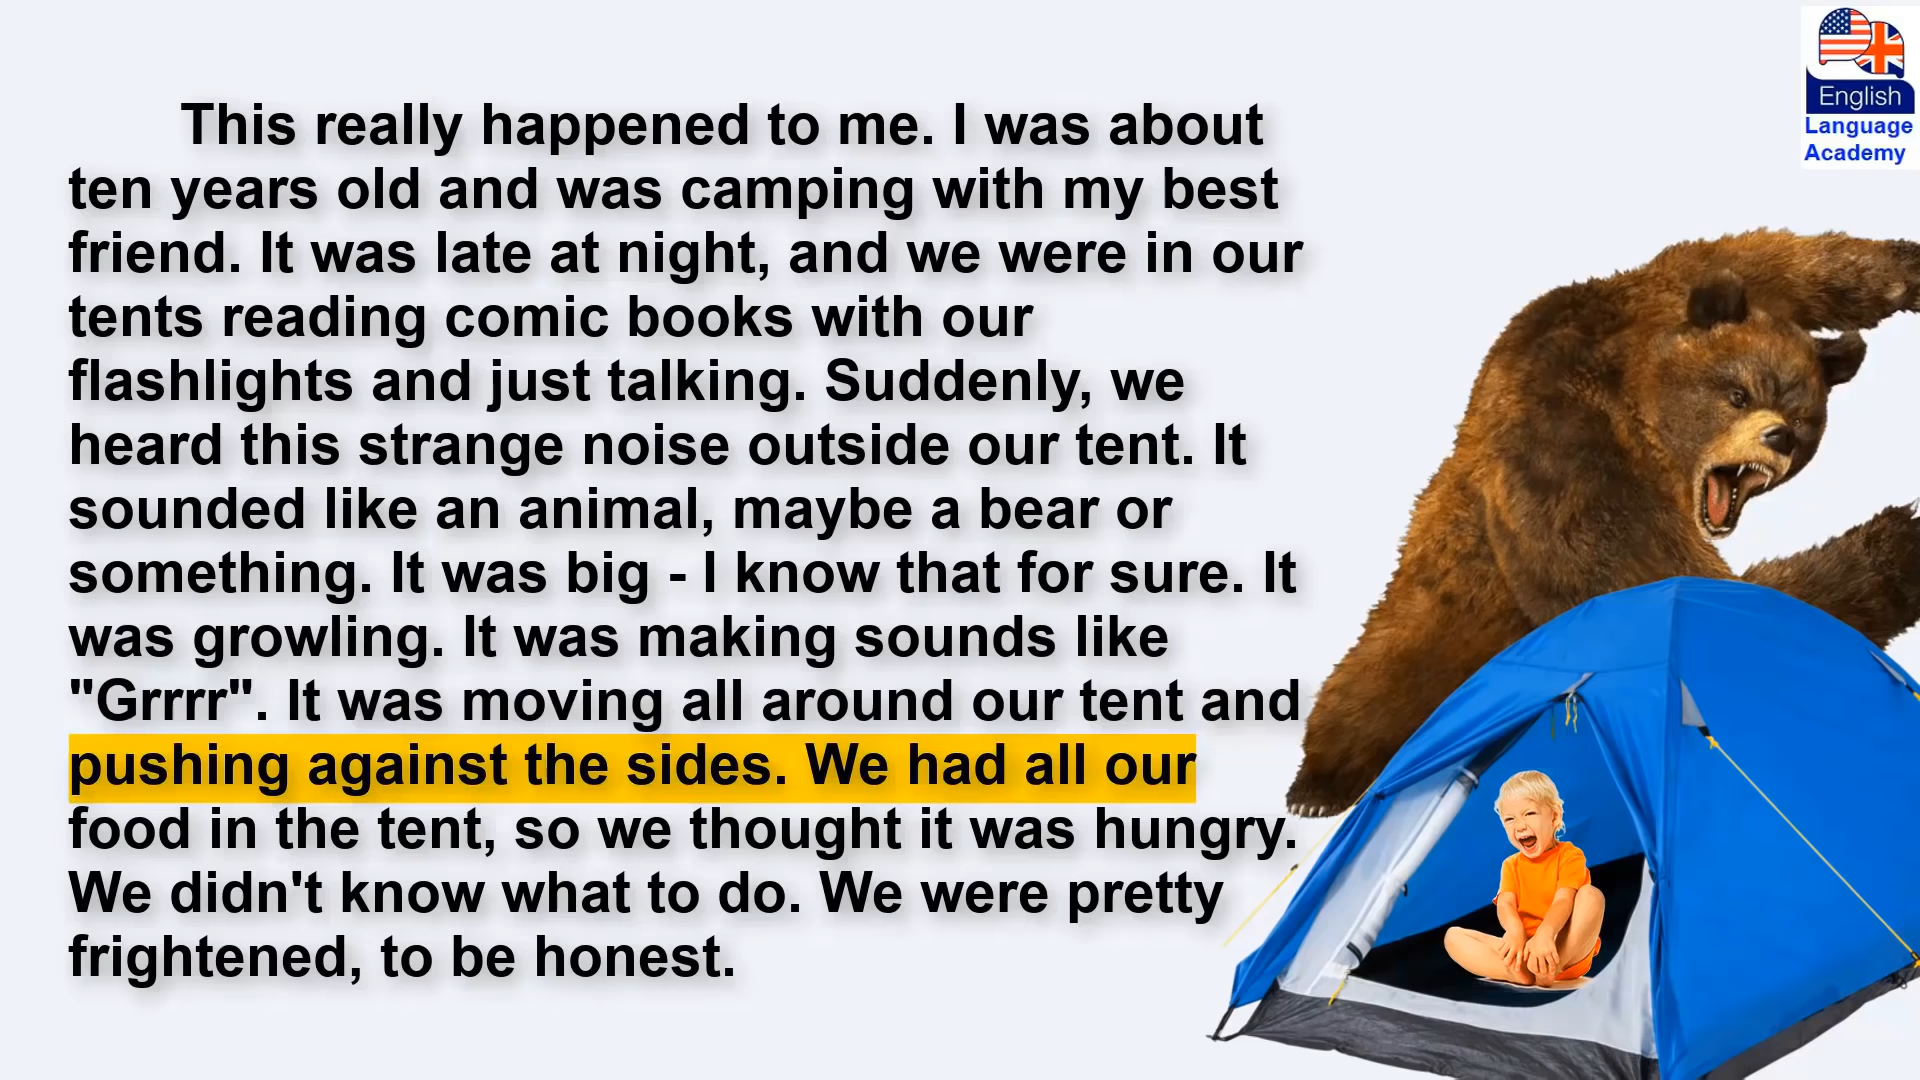 This really happened to me. I was about
ten years old and was camping with my best
friend. It was late at night, and we were in our
tents reading comic books with our
flashlights and just talking. Suddenly, we
heard this strange noise outside our tent. It
sounded like an animal, maybe a bear or
something. It was big - I know that for sure. It
was growling. It was making sounds like
"Grrrr". It was moving all around our tent and
pushing against the sides. We had all our
food in the tent, so we thought it was hungry.
We didn't know what to do. We were pretty
frightened, to be honest.
English
Language
Academy